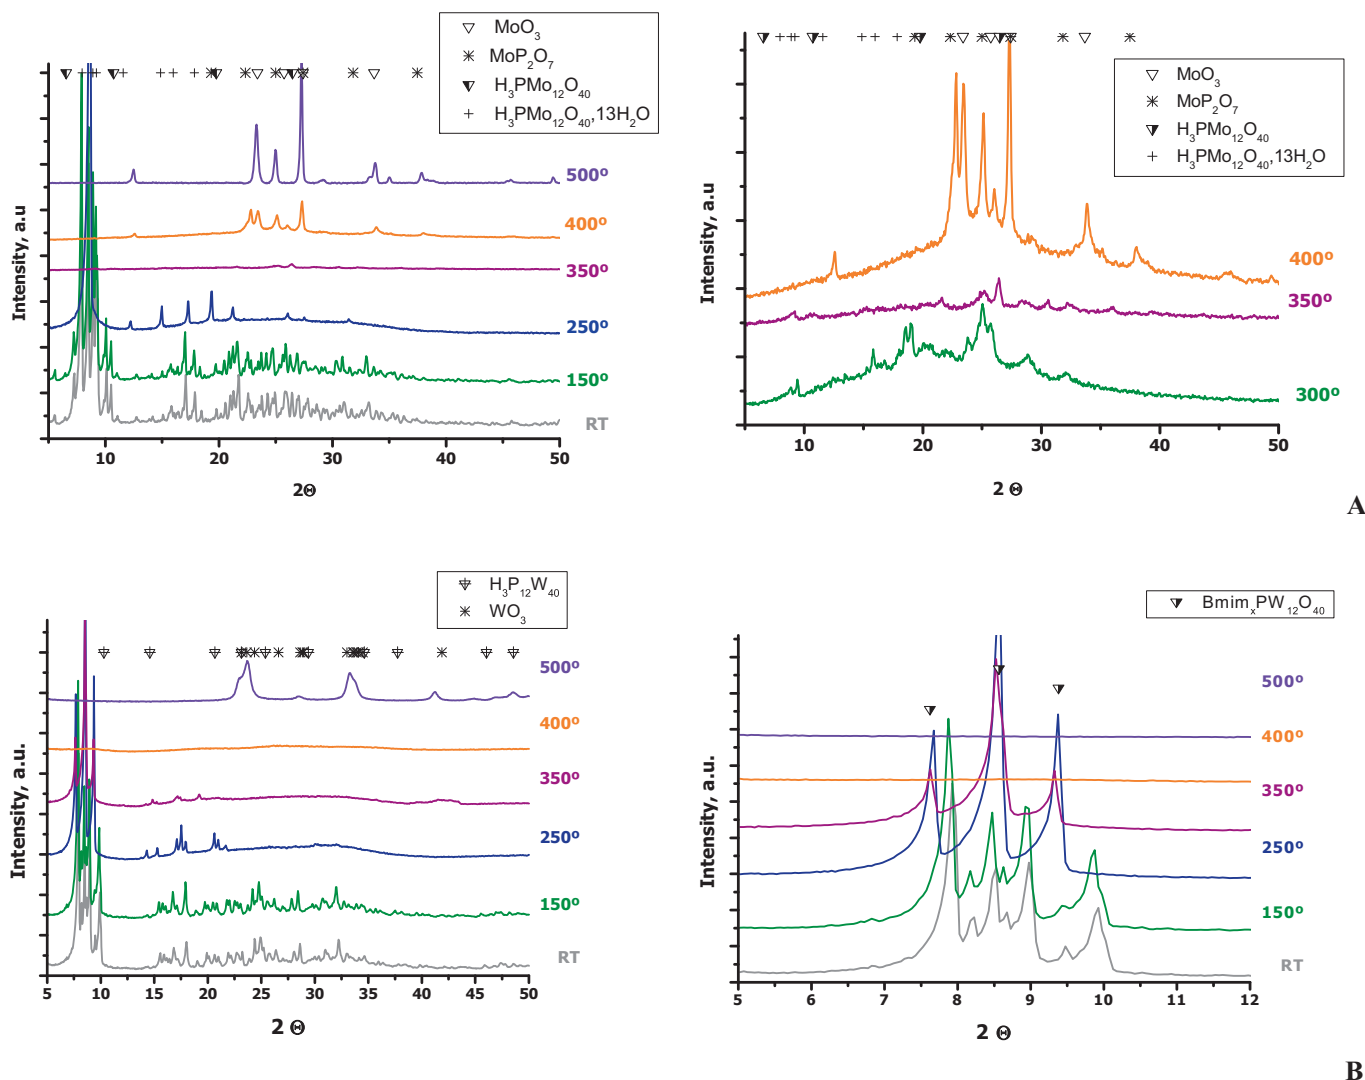 MoO3
MoP2O7
H3PMo12O40
H3PMo12O40,13H2O
Intensity, a.u
500º
400º
350º
250º
150º
RT
10 20 30 40 50
2Θ
MoO3
MoP2O7
H3PMo12O40
H3PMo12O40,13H2O
Intensity, a.u
400º
350º
300º
10 20 30 40 50
2 Θ
A
H3P12W40
WO3
Intensity, a.u.
500º
400º
350º
250º
150º
RT
5 10 15 20 25 30 35 40 45 50
2 Θ
BmimxPW12O40
Intensity, a.u.
500º
400º
350º
250º
150º
RT
5 6 7 8 9 10 11 12
2 Θ
B